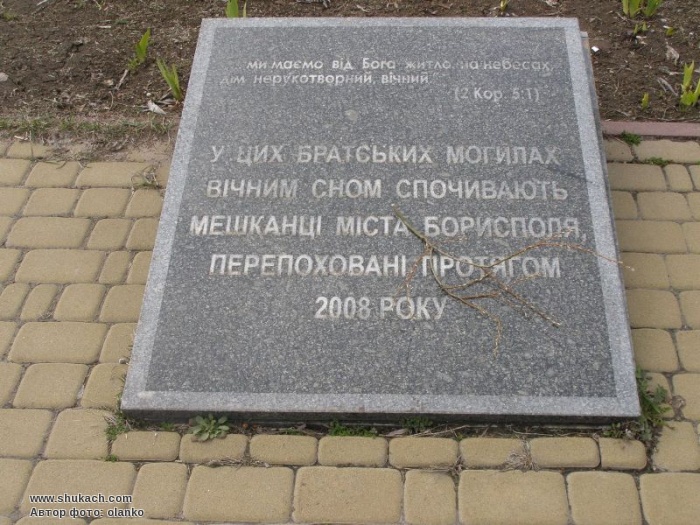 ... ми маємо від Бога житло на небесах,
дім нерукотворний, вічний."
(2 Кор. 5:1)
У ЦИХ БРАТСЬКИХ МОГИЛАХ
ВІЧНИМ СНОМ СПОЧИВАЮТЬ
МЕШКАНЦІ МІСТА БОРИСПОЛЯ,
ПЕРЕПОХОВАНІ ПРОТЯГОМ
2008 РОКУ
www.shukach.com
Автор фото: olanko